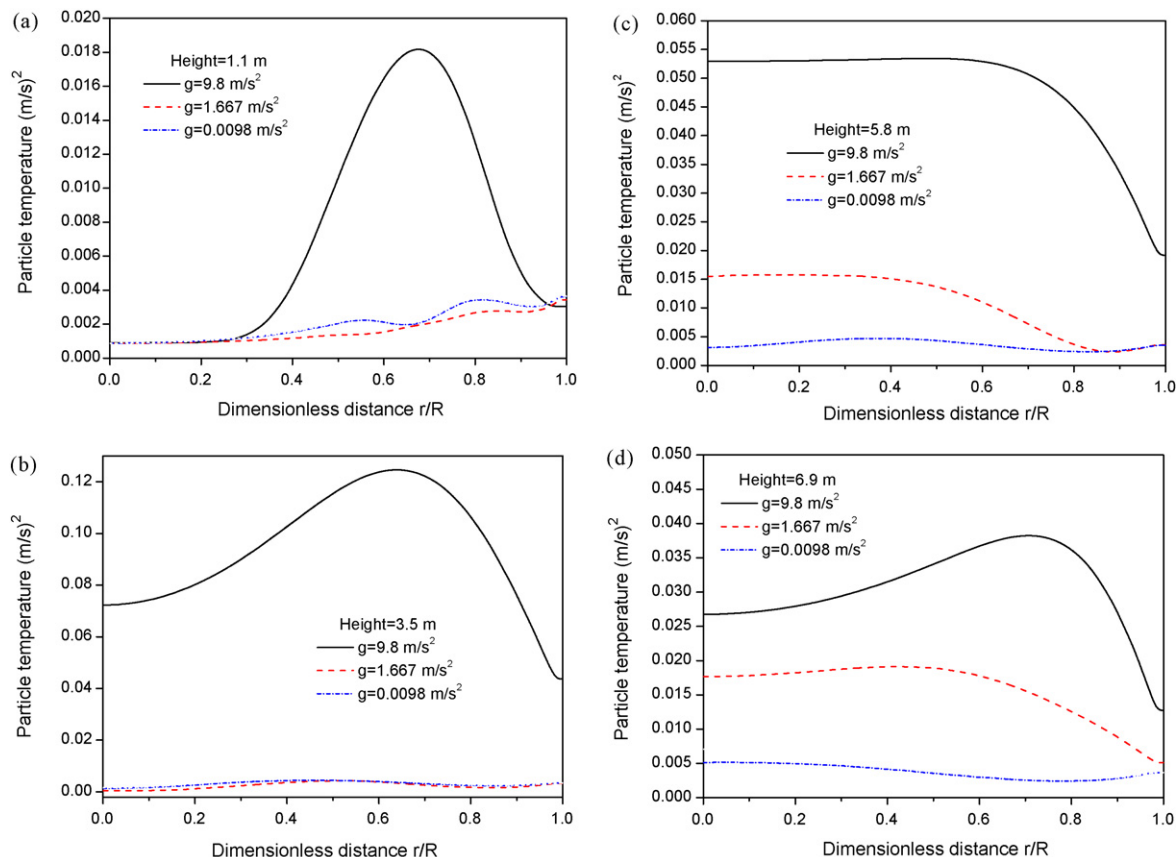 (a)
0.020
0.018
0.016
0.014
0.012
0.010
0.008
0.006
0.004
0.002
0.000
Particle temperature (m/s)²
Height=1.1 m
g=9.8 m/s²
g=1.667 m/s²
g=0.0098 m/s²
0.0 0.2 0.4 0.6 0.8 1.0
Dimensionless distance r/R
(c)
0.060
0.055
0.050
0.045
0.040
0.035
0.030
0.025
0.020
0.015
0.010
0.005
0.000
Particle temperature (m/s)²
Height=5.8 m
g=9.8 m/s²
g=1.667 m/s²
g=0.0098 m/s²
0.0 0.2 0.4 0.6 0.8 1.0
Dimensionless distance r/R
(b)
0.12
0.10
0.08
0.06
0.04
0.02
0.00
Particle temperature (m/s)²
Height=3.5 m
g=9.8 m/s²
g=1.667 m/s²
g=0.0098 m/s²
0.0 0.2 0.4 0.6 0.8 1.0
Dimensionless distance r/R
(d)
0.050
0.045
0.040
0.035
0.030
0.025
0.020
0.015
0.010
0.005
0.000
Particle temperature (m/s)²
Height=6.9 m
g=9.8 m/s²
g=1.667 m/s²
g=0.0098 m/s²
0.0 0.2 0.4 0.6 0.8 1.0
Dimensionless distance r/R